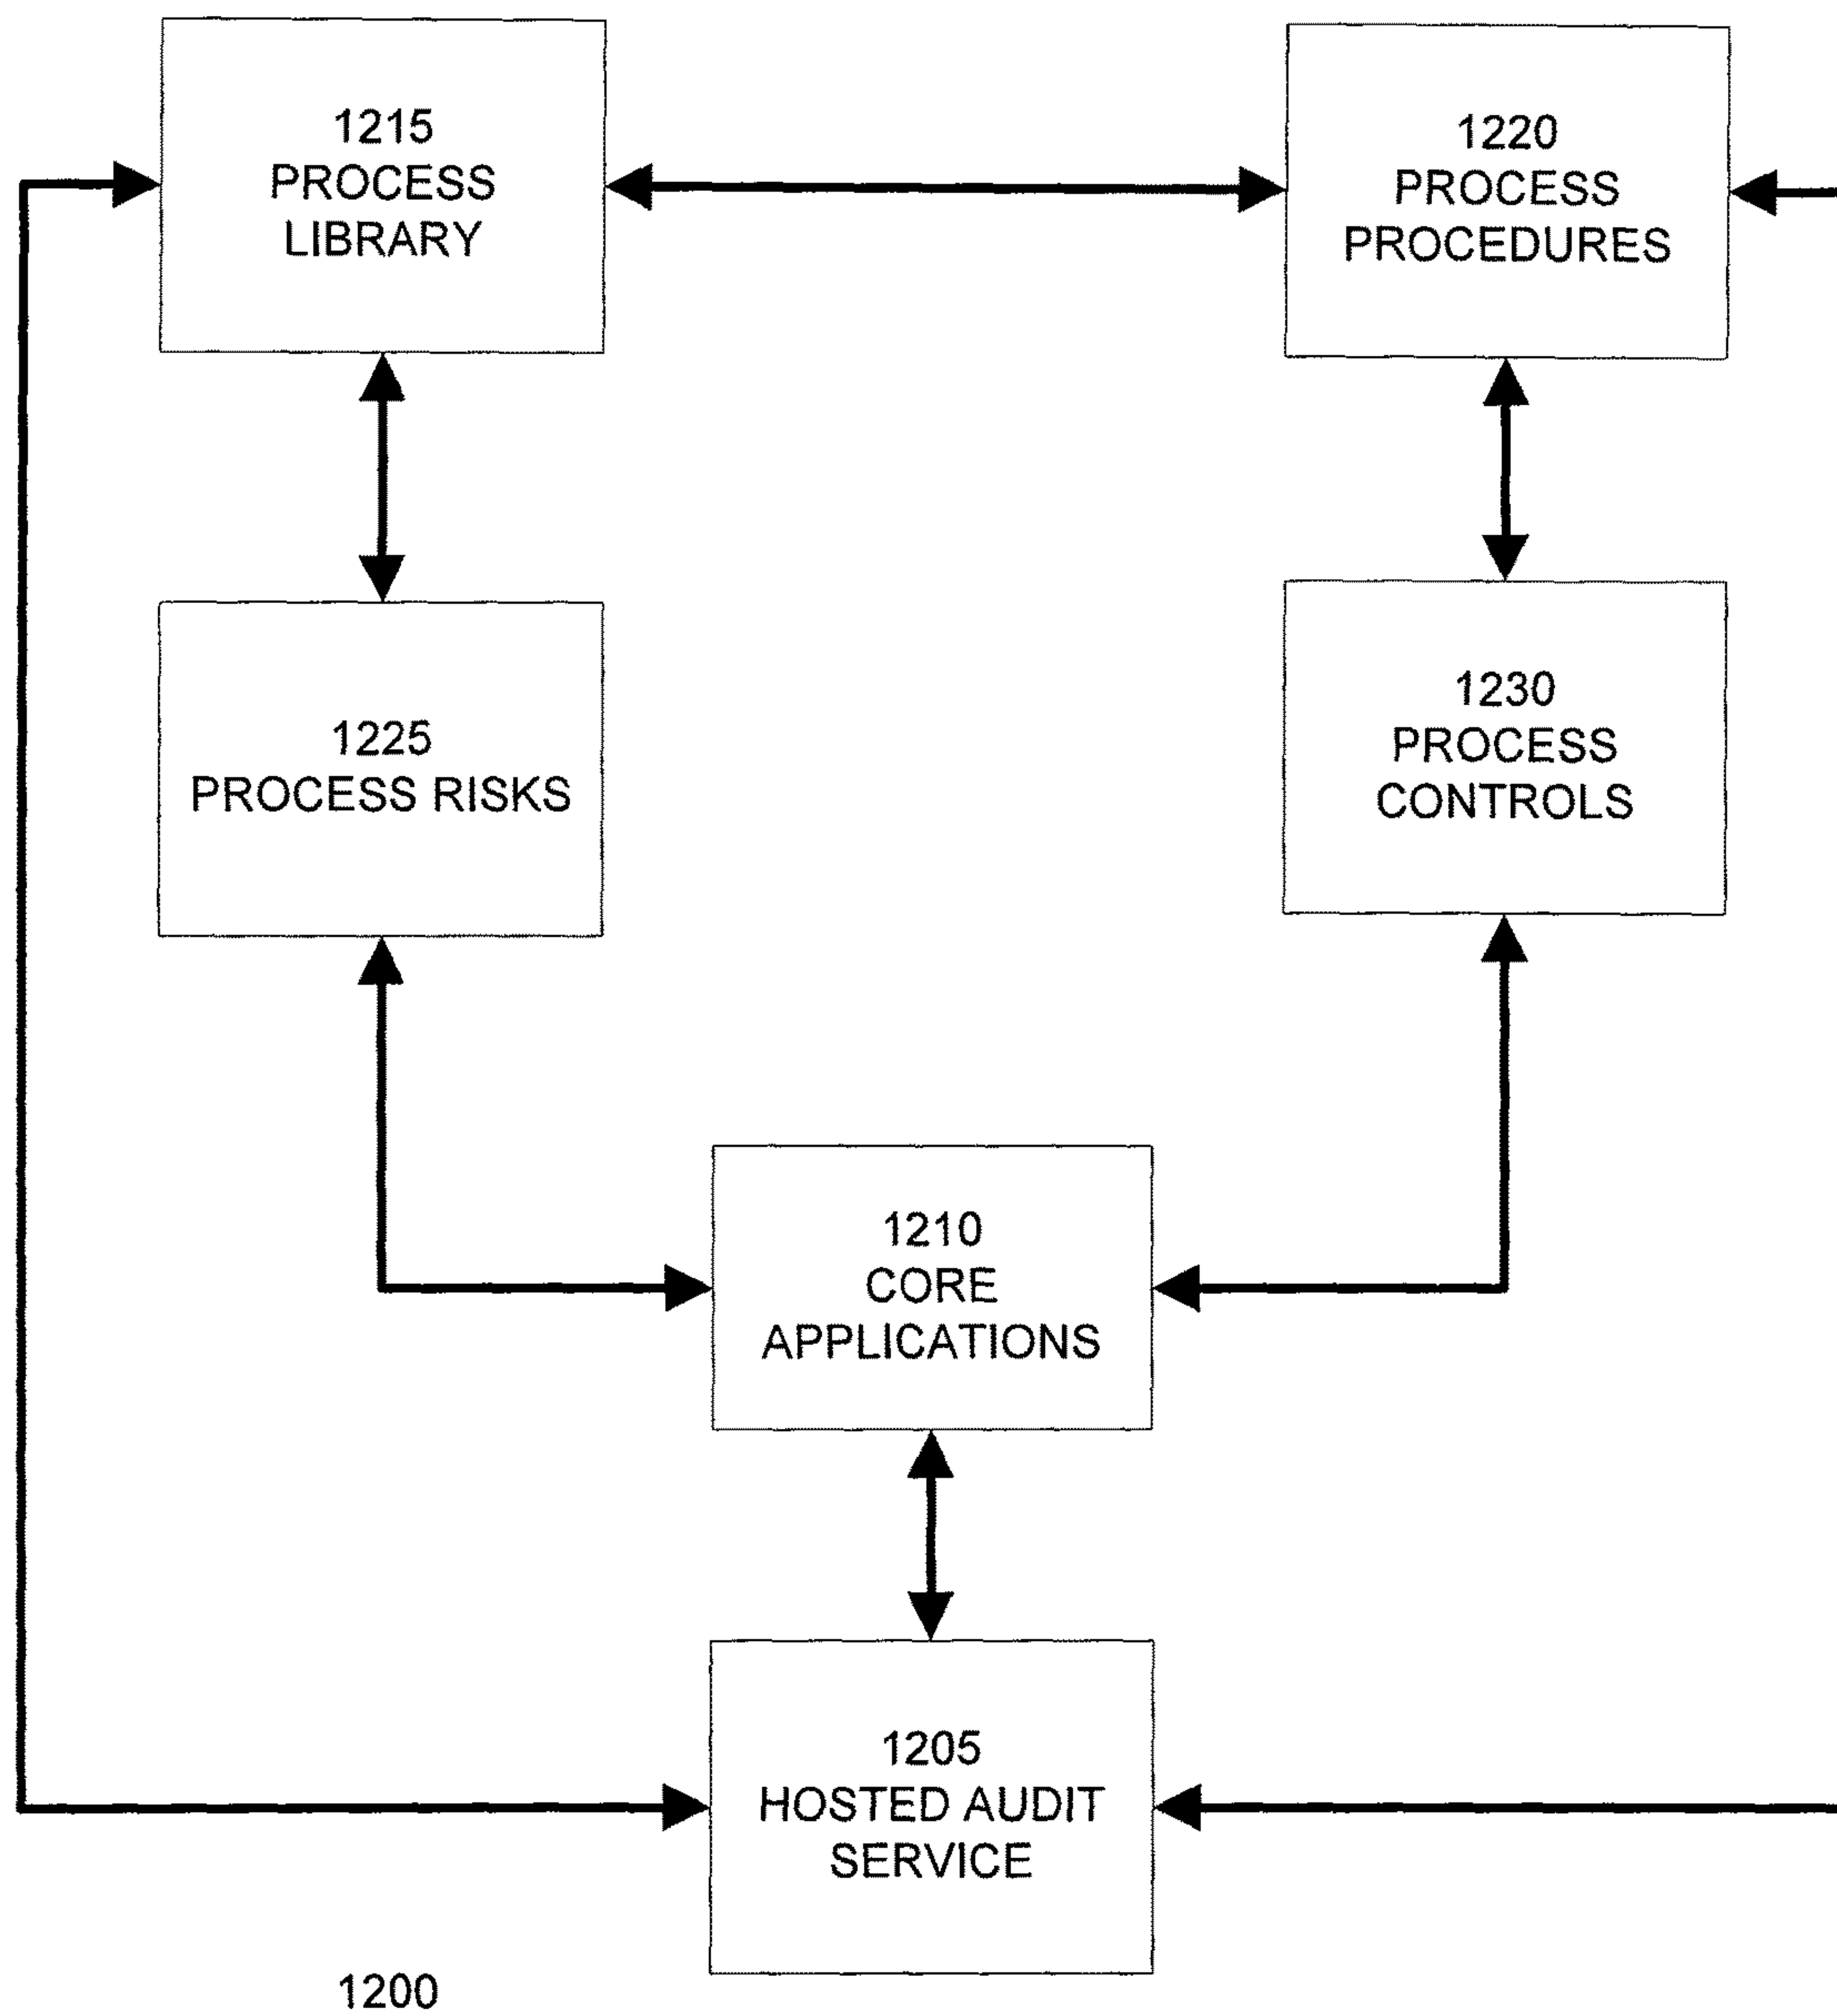 1215
PROCESS
LIBRARY
1220
PROCESS
PROCEDURES
1225
PROCESS RISKS
1230
PROCESS
CONTROLS
1210
CORE
APPLICATIONS
1205
HOSTED AUDIT
SERVICE
1200